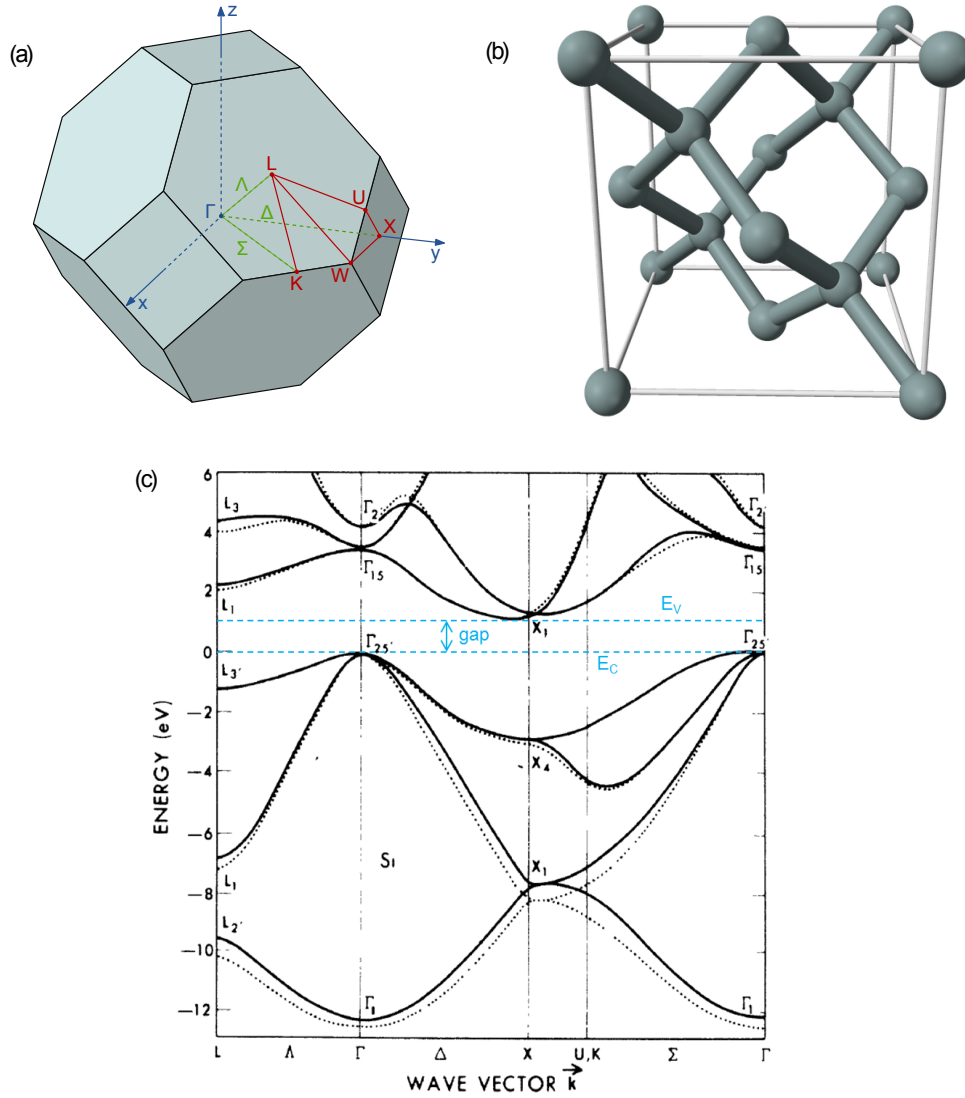 (a)
z
L
Λ
U
Γ
Δ
X
Σ
y
K
W
x
(b)
(c)
6
4
2
0
−2
−4
−6
−8
−10
−12
ENERGY (eV)
L3
L1
L3'
L1
L2'
Γ2'
Γ15
Γ25'
Γ1
X1
X4
X1
Si
gap
EV
EC
Γ2'
Γ15
Γ25'
Γ1
L Λ Γ Δ X U,K Σ Γ
WAVE VECTOR k